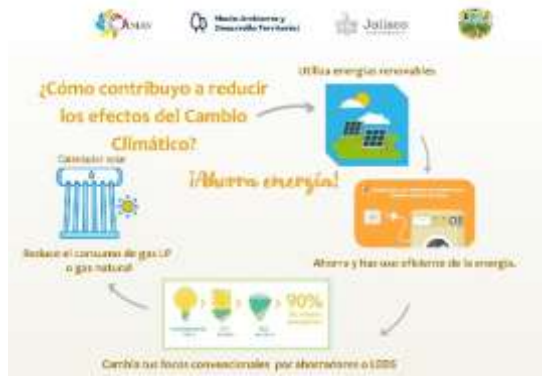 Medio Ambiente y
Desarrollo Territorial
Jalisco
¿Cómo contribuyo a reducir
los efectos del Cambio
Climático?
Utiliza energías renovables
¡Ahorra energía!
Calentador solar
Reduce el consumo de gas LP
o gas natural
Ahorra y haz uso eficiente de la energía.
90%
Cambia tus focos convencionales por ahorradores o LEDS